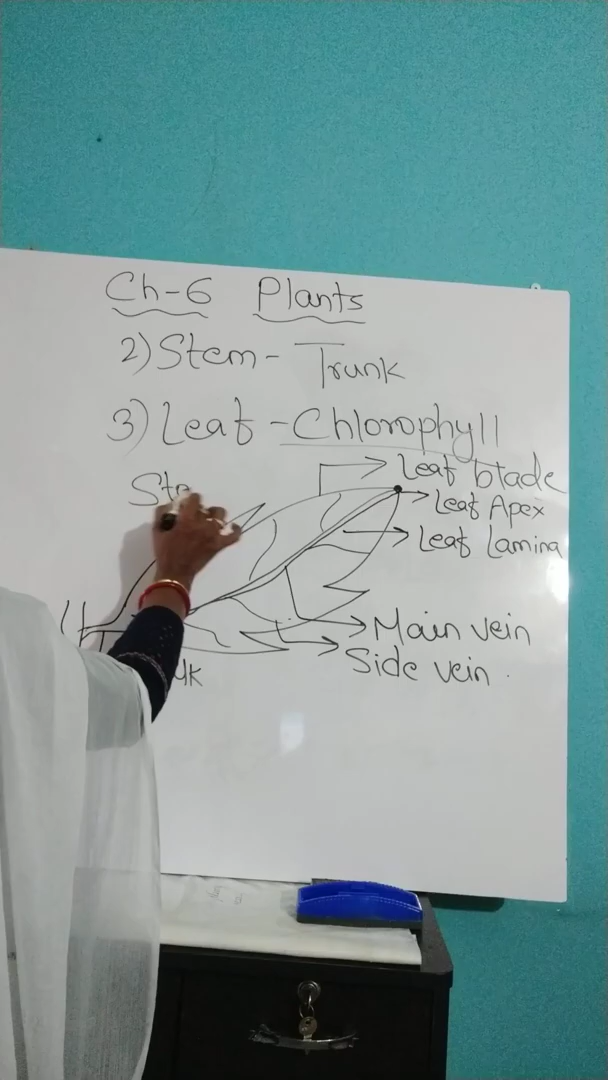 Ch-6 Plants
2) Stem - Trunk
3) Leaf - Chlorophyll
Leaf blade
Leaf Apex
Leaf Lamina
Main vein
Side vein